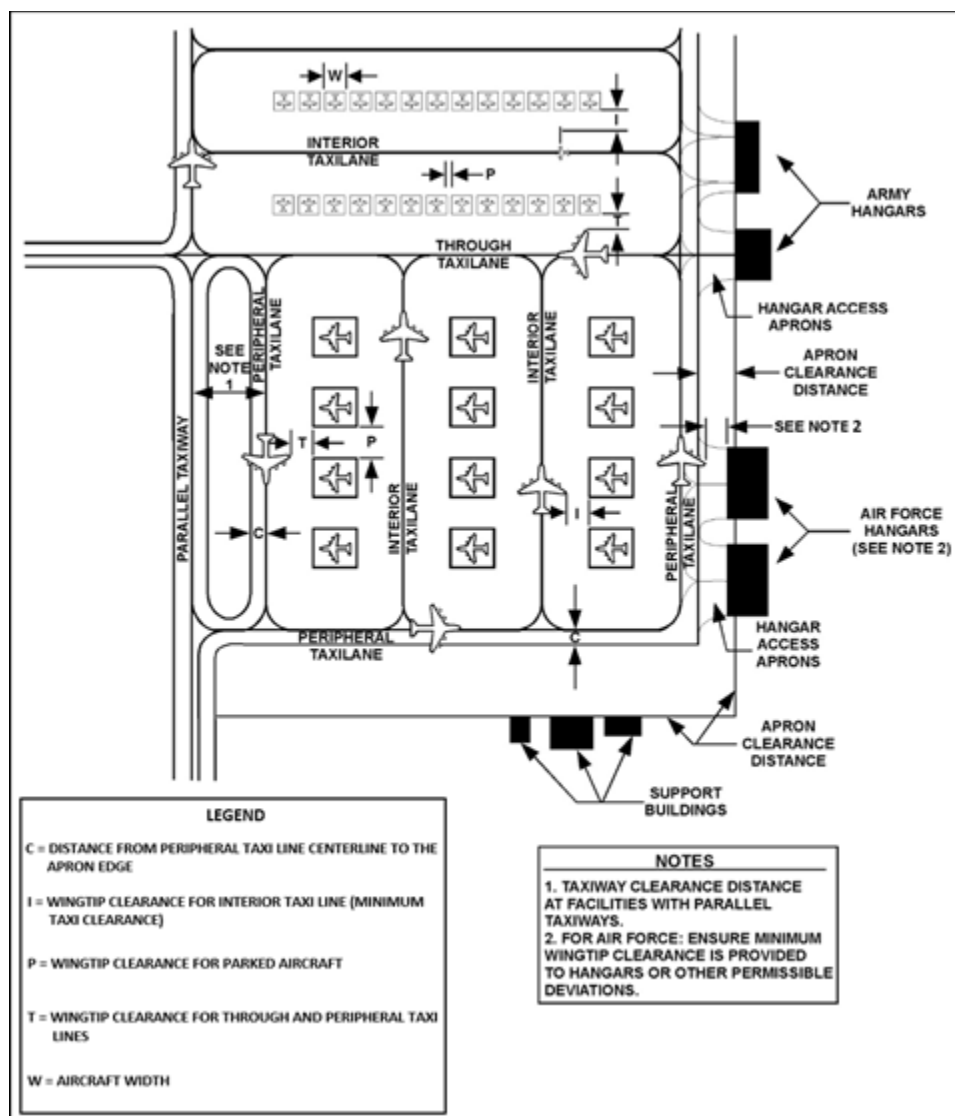 W
I
INTERIOR
TAXILANE
P
ARMY
HANGARS
T
THROUGH
TAXILANE
HANGAR ACCESS
APRONS
PERIPHERAL
TAXILANE
SEE
NOTE
1
INTERIOR
TAXILANE
APRON
CLEARANCE
DISTANCE
SEE NOTE 2
T
P
PARALLEL TAXIWAY
INTERIOR
TAXILANE
I
PERIPHERAL
TAXILANE
AIR FORCE
HANGARS
(SEE NOTE 2)
C
PERIPHERAL
TAXILANE
C
HANGAR
ACCESS
APRONS
APRON
CLEARANCE
DISTANCE
SUPPORT
BUILDINGS
LEGEND
C = DISTANCE FROM PERIPHERAL TAXI LINE CENTERLINE TO THE
APRON EDGE
I = WINGTIP CLEARANCE FOR INTERIOR TAXI LINE (MINIMUM
TAXI CLEARANCE)
P = WINGTIP CLEARANCE FOR PARKED AIRCRAFT
T = WINGTIP CLEARANCE FOR THROUGH AND PERIPHERAL TAXI
LINES
W = AIRCRAFT WIDTH
NOTES
1. TAXIWAY CLEARANCE DISTANCE
AT FACILITIES WITH PARALLEL
TAXIWAYS.
2. FOR AIR FORCE: ENSURE MINIMUM
WINGTIP CLEARANCE IS PROVIDED
TO HANGARS OR OTHER PERMISSIBLE
DEVIATIONS.